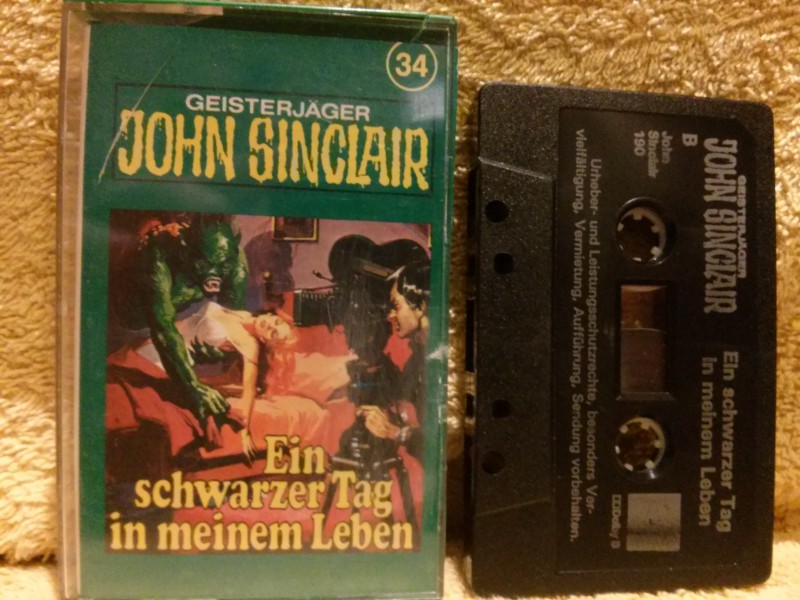 34
GEISTERJÄGER
JOHN SINCLAIR
Ein
schwarzer Tag
in meinem Leben
GEISTERJÄGER
JOHN SINCLAIR
B
Ein schwarzer Tag
in meinem Leben
John
Sinclair
190
Urheber- und Leistungsschutzrechte, besonders Ver-
vielfältigung, Vermietung, Aufführung, Sendung vorbehalten.
Dolby B